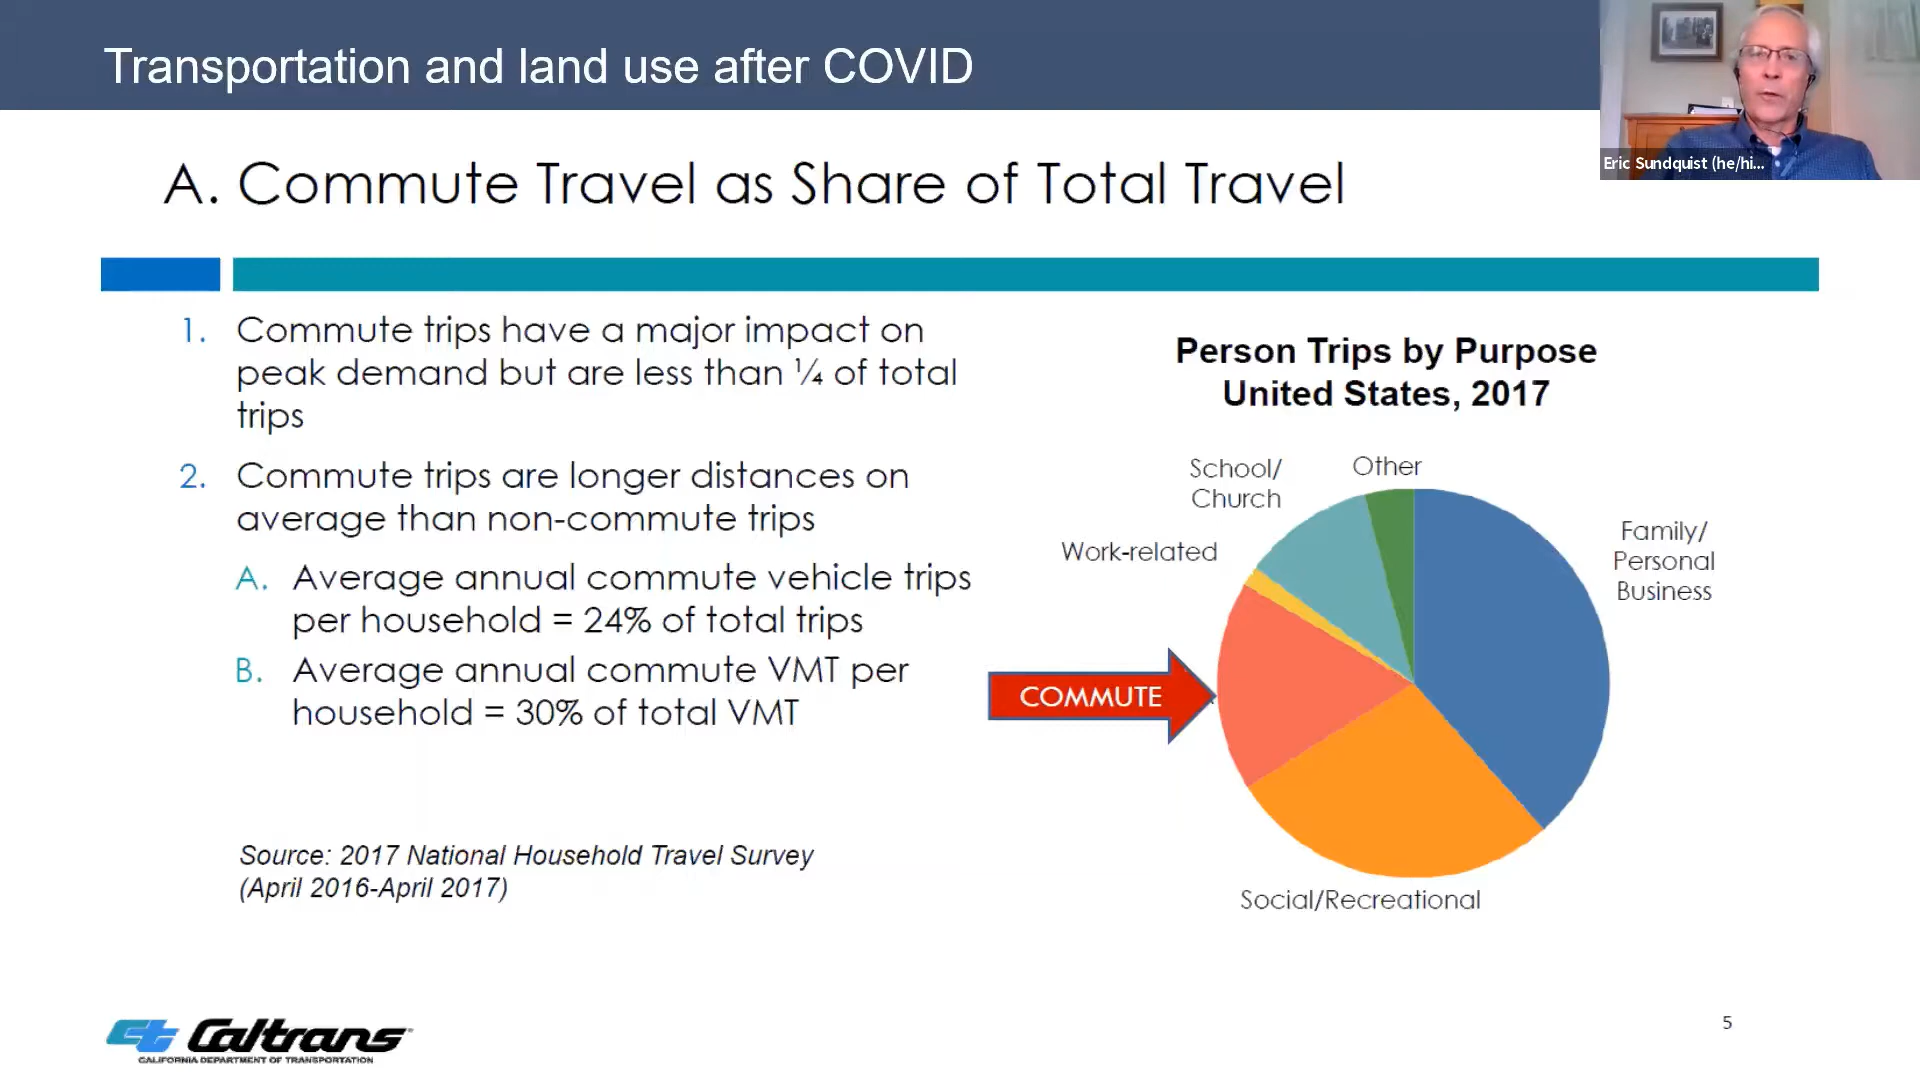 Transportation and land use after COVID
Eric Sundquist (he/hi...
A. Commute Travel as Share of Total Travel
1. Commute trips have a major impact on
peak demand but are less than ¼ of total
trips
2. Commute trips are longer distances on
average than non-commute trips
A. Average annual commute vehicle trips
per household = 24% of total trips
B. Average annual commute VMT per
household = 30% of total VMT
Source: 2017 National Household Travel Survey
(April 2016-April 2017)
Person Trips by Purpose
United States, 2017
School/
Church
Other
Work-related
Family/
Personal
Business
COMMUTE
Social/Recreational
ct Caltrans
CALIFORNIA DEPARTMENT OF TRANSPORTATION
5